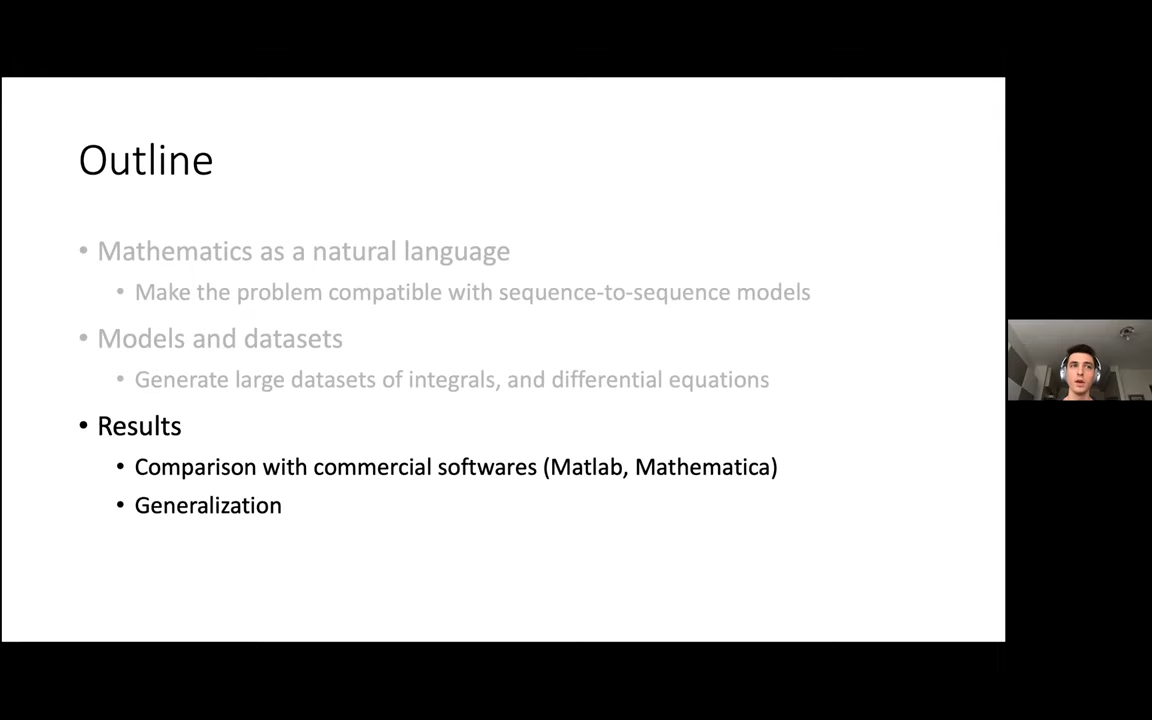 Outline
• Mathematics as a natural language
• Make the problem compatible with sequence-to-sequence models
• Models and datasets
• Generate large datasets of integrals, and differential equations
• Results
• Comparison with commercial softwares (Matlab, Mathematica)
• Generalization